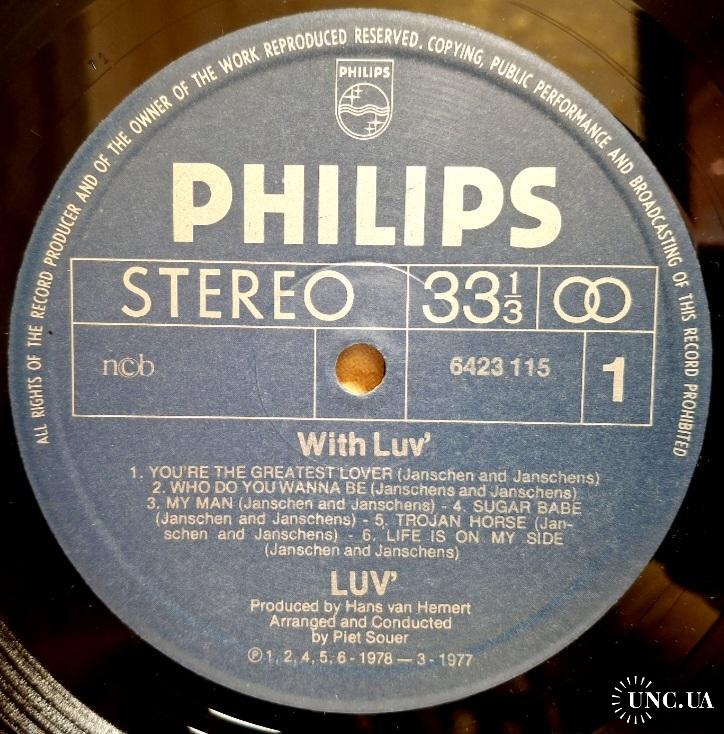 ALL RIGHTS OF THE RECORD PRODUCER AND OF THE OWNER OF THE WORK REPRODUCED RESERVED. COPYING, PUBLIC PERFORMANCE AND BROADCASTING OF THIS RECORD PROHIBITED
PHILIPS
PHILIPS
STEREO 33 1/3
n©b 6423 115 1
With Luv'
1. YOU'RE THE GREATEST LOVER (Janschen and Janschens)
2. WHO DO YOU WANNA BE (Janschens and Janschens)
3. MY MAN (Janschen and Janschens) - 4. SUGAR BABE
(Janschen and Janschens) - 5. TROJAN HORSE (Jan-
schen and Janschens) - 6. LIFE IS ON MY SIDE
(Janschen and Janschens)
LUV'
Produced by Hans van Hemert
Arranged and Conducted
by Piet Souer
℗ 1, 2, 4, 5, 6 - 1978 — 3 - 1977
UNC.UA